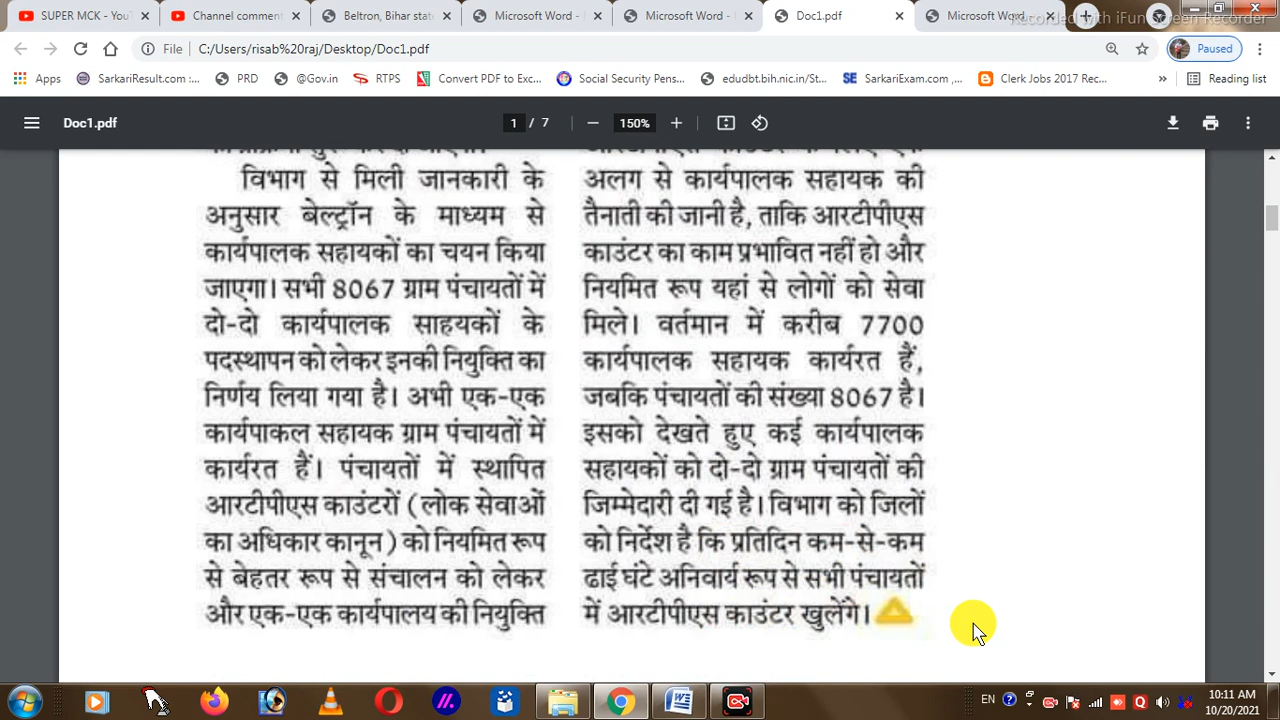 SUPER MCK - YouT
Channel comment
Beltron, Bihar state
Microsoft Word - 
Microsoft Word - 
Doc1.pdf
Microsoft Word
Recorded with iFun Screen Recorder
File
C:/Users/risab%20raj/Desktop/Doc1.pdf
Paused
Apps
SarkariResult.com :...
PRD
@Gov.in
RTPS
Convert PDF to Exc...
Social Security Pens...
edudbt.bih.nic.in/St...
SarkariExam.com ,...
Clerk Jobs 2017 Rec...
»
Reading list
Doc1.pdf
1 / 7
150%
विभाग से मिली जानकारी के
अनुसार बेल्ट्रॉन के माध्यम से
कार्यपालक सहायकों का चयन किया
जाएगा। सभी 8067 ग्राम पंचायतों में
दो-दो कार्यपालक साहयकों के
पदस्थापन को लेकर इनकी नियुक्ति का
निर्णय लिया गया है। अभी एक-एक
कार्यपाकल सहायक ग्राम पंचायतों में
कार्यरत हैं। पंचायतों में स्थापित
आरटीपीएस काउंटरों (लोक सेवाओं
का अधिकार कानून) को नियमित रूप
से बेहतर रूप से संचालन को लेकर
और एक-एक कार्यपालय की नियुक्ति
अलग से कार्यपालक सहायक की
तैनाती की जानी है, ताकि आरटीपीएस
काउंटर का काम प्रभावित नहीं हो और
नियमित रूप यहां से लोगों को सेवा
मिले। वर्तमान में करीब 7700
कार्यपालक सहायक कार्यरत हैं,
जबकि पंचायतों की संख्या 8067 है।
इसको देखते हुए कई कार्यपालक
सहायकों को दो-दो ग्राम पंचायतों की
जिम्मेदारी दी गई है। विभाग को जिलों
को निर्देश है कि प्रतिदिन कम-से-कम
ढाई घंटे अनिवार्य रूप से सभी पंचायतों
में आरटीपीएस काउंटर खुलेंगे।
EN
10:11 AM
10/20/2021